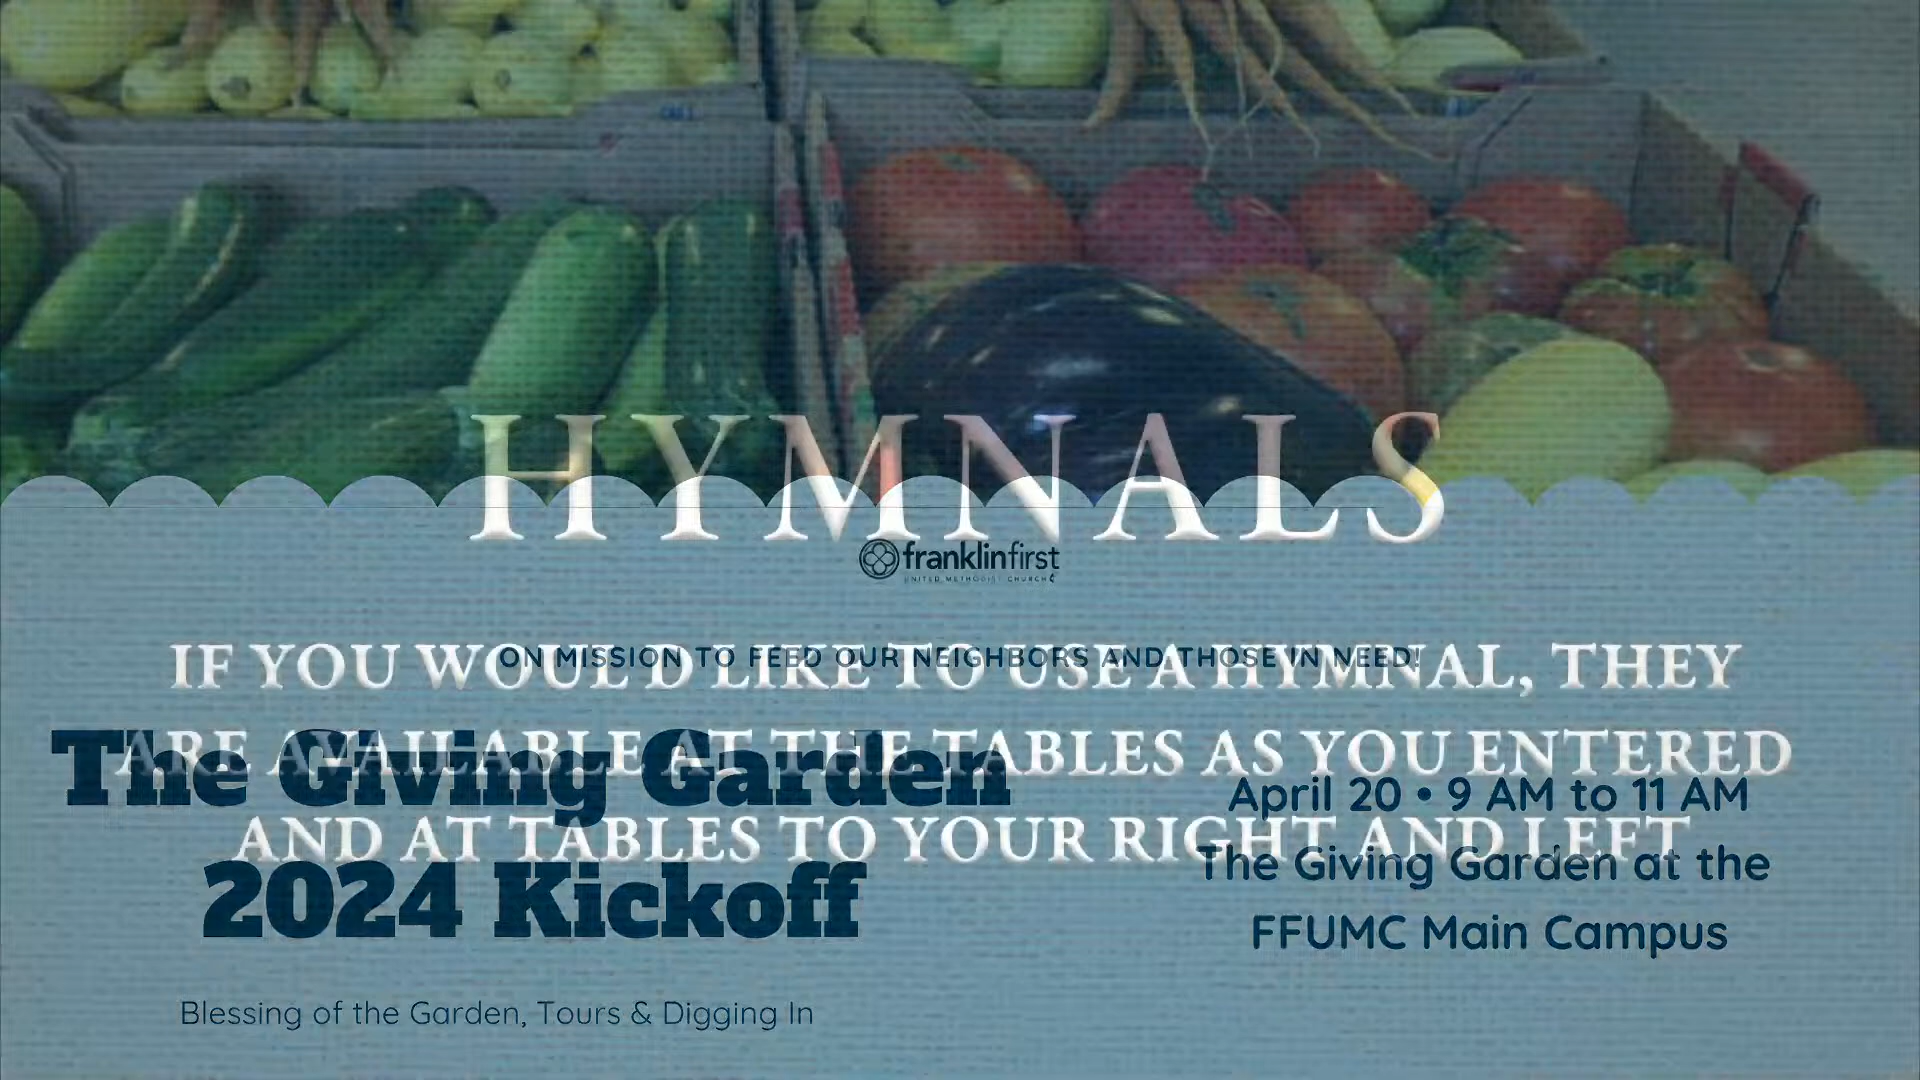 HYMNALS
franklinfirst
UNITED METHODIST CHURCH
ON MISSION TO FEED OUR NEIGHBORS AND THOSE IN NEED!
IF YOU WOULD LIKE TO USE A HYMNAL, THEY
ARE AVAILABLE AT THE TABLES AS YOU ENTERED
AND AT TABLES TO YOUR RIGHT AND LEFT
The Giving Garden
2024 Kickoff
Blessing of the Garden, Tours & Digging In
April 20 • 9 AM to 11 AM
The Giving Garden at the
FFUMC Main Campus